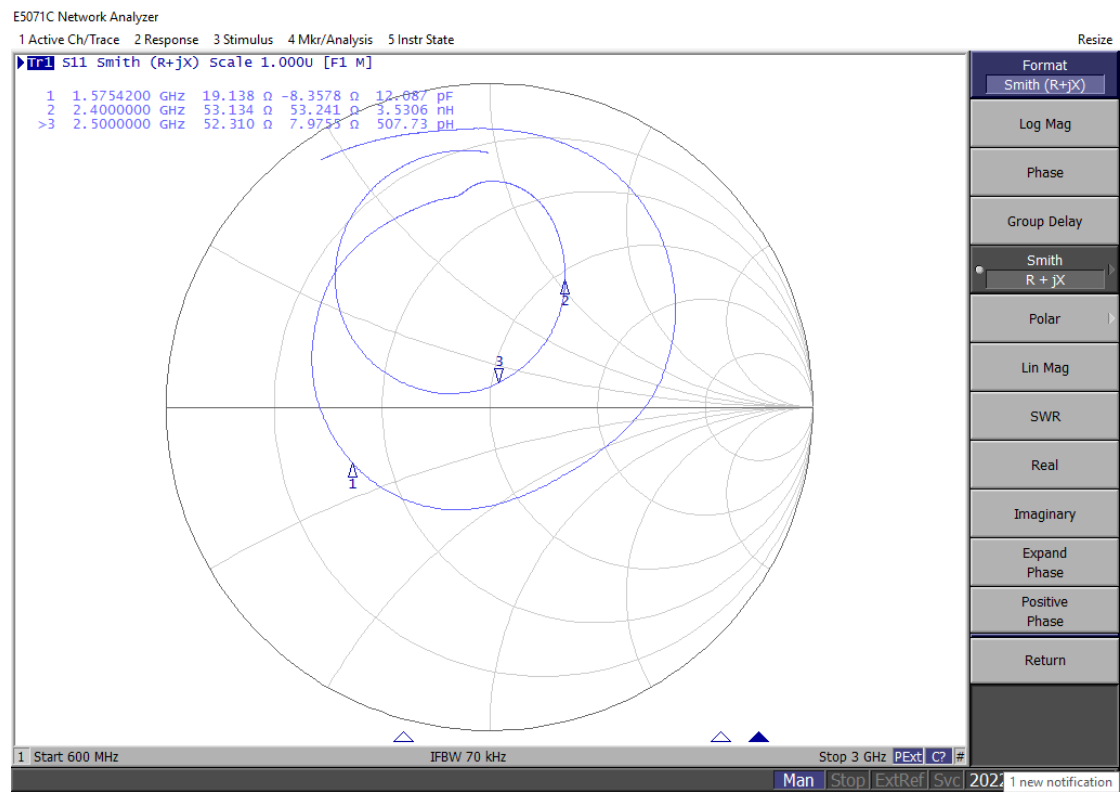 E5071C Network Analyzer
1 Active Ch/Trace 2 Response 3 Stimulus 4 Mkr/Analysis 5 Instr State Resize
Tr1 S11 Smith (R+jX) Scale 1.000U [F1 M]
1 1.5754200 GHz 19.138 Ω -8.3578 Ω 12.087 pF
2 2.4000000 GHz 53.134 Ω 53.241 Ω 3.5306 nH
>3 2.5000000 GHz 52.310 Ω 7.9755 Ω 507.73 pH
2
3
1
Format
Smith (R+jX)
Log Mag
Phase
Group Delay
Smith
R + jX
Polar
Lin Mag
SWR
Real
Imaginary
Expand
Phase
Positive
Phase
Return
1 Start 600 MHz IFBW 70 kHz Stop 3 GHz PExt C? #
Man Stop ExtRef Svc 2022
1 new notification